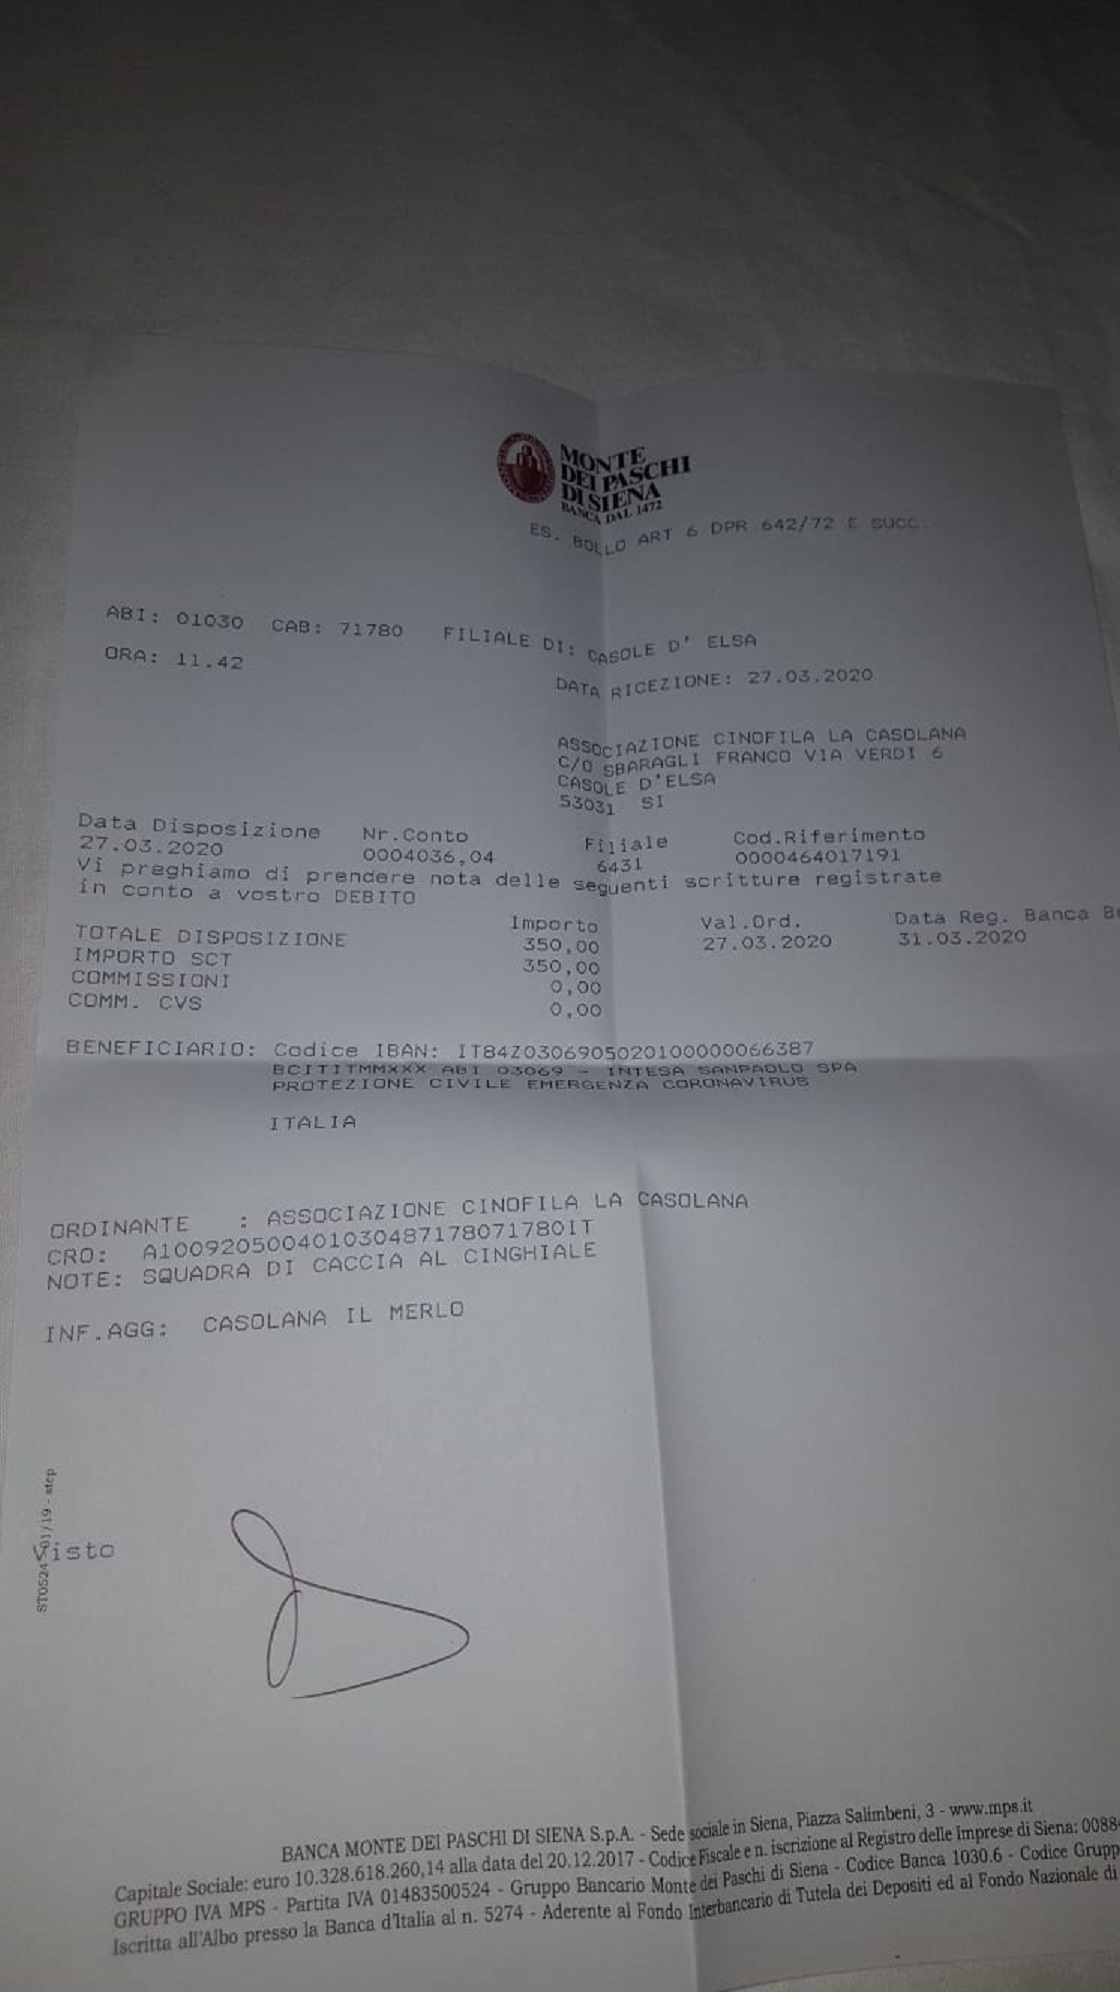 MONTE
DEI PASCHI
DI SIENA
BANCA DAL 1472
ES. BOLLO ART 6 DPR 642/72 E SUCC.
ABI: 01030 CAB: 71780 FILIALE DI: CASOLE D' ELSA
ORA: 11.42
DATA RICEZIONE: 27.03.2020
ASSOCIAZIONE CINOFILA LA CASOLANA
C/O SBARAGLI FRANCO VIA VERDI 6
CASOLE D'ELSA
53031 SI
Data Disposizione Nr.Conto Filiale Cod.Riferimento
27.03.2020 0004036,04 6431 0000464017191
Vi preghiamo di prendere nota delle seguenti scritture registrate
in conto a vostro DEBITO
Importo Val.Ord. Data Reg. Banca Be
TOTALE DISPOSIZIONE 350,00 27.03.2020 31.03.2020
IMPORTO SCT 350,00
COMMISSIONI 0,00
COMM. CVS 0,00
BENEFICIARIO: Codice IBAN: IT84Z0306905020100000066387
BCITITMMXXX ABI 03069 - INTESA SANPAOLO SPA
PROTEZIONE CIVILE EMERGENZA CORONAVIRUS
ITALIA
ORDINANTE : ASSOCIAZIONE CINOFILA LA CASOLANA
CRO: A100920500401030487178071780IT
NOTE: SQUADRA DI CACCIA AL CINGHIALE
INF.AGG: CASOLANA IL MERLO
Visto
BANCA MONTE DEI PASCHI DI SIENA S.p.A. - Sede sociale in Siena, Piazza Salimbeni, 3 - www.mps.it
Capitale Sociale: euro 10.328.618.260,14 alla data del 20.12.2017 - Codice Fiscale e n. iscrizione al Registro delle Imprese di Siena: 0088
GRUPPO IVA MPS - Partita IVA 01483500524 - Gruppo Bancario Monte dei Paschi di Siena - Codice Banca 1030.6 - Codice Grupp
Iscritta all'Albo presso la Banca d'Italia al n. 5274 - Aderente al Fondo Interbancario di Tutela dei Depositi ed al Fondo Nazionale di